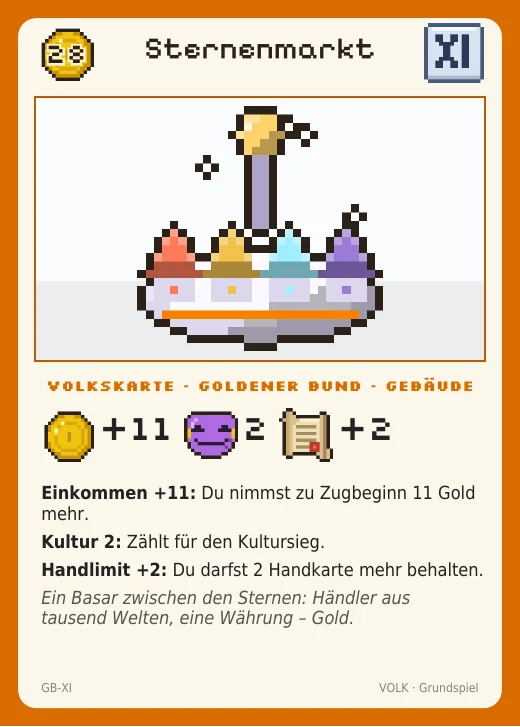 28 Sternenmarkt XI
VOLKSKARTE · GOLDENER BUND · GEBÄUDE
+11 2 +2
Einkommen +11: Du nimmst zu Zugbeginn 11 Gold
mehr.
Kultur 2: Zählt für den Kultursieg.
Handlimit +2: Du darfst 2 Handkarte mehr behalten.
Ein Basar zwischen den Sternen: Händler aus
tausend Welten, eine Währung – Gold.
GB-XI VOLK · Grundspiel